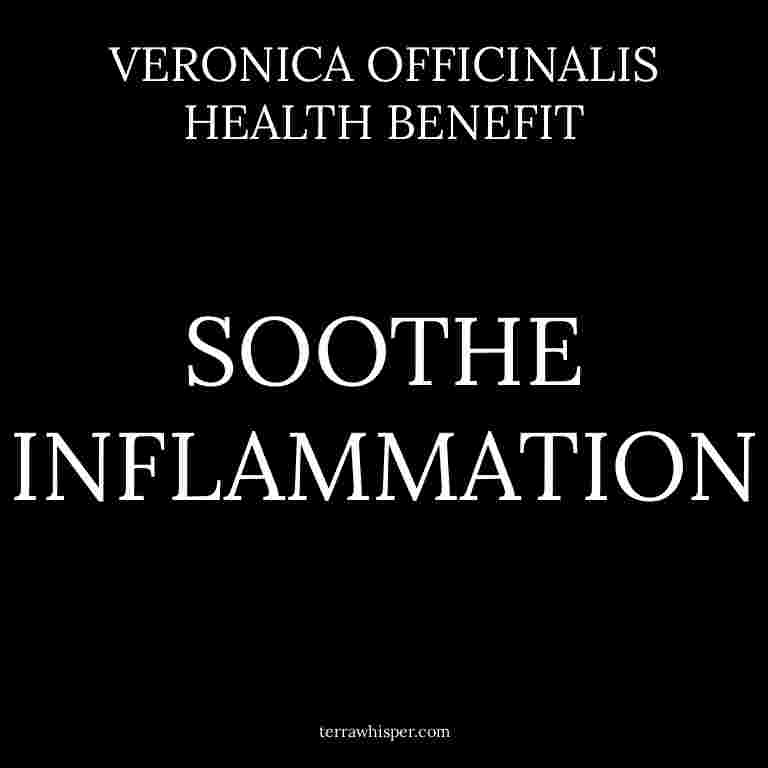 VERONICA OFFICINALIS
HEALTH BENEFIT
SOOTHE
INFLAMMATION
terrawhisper.com